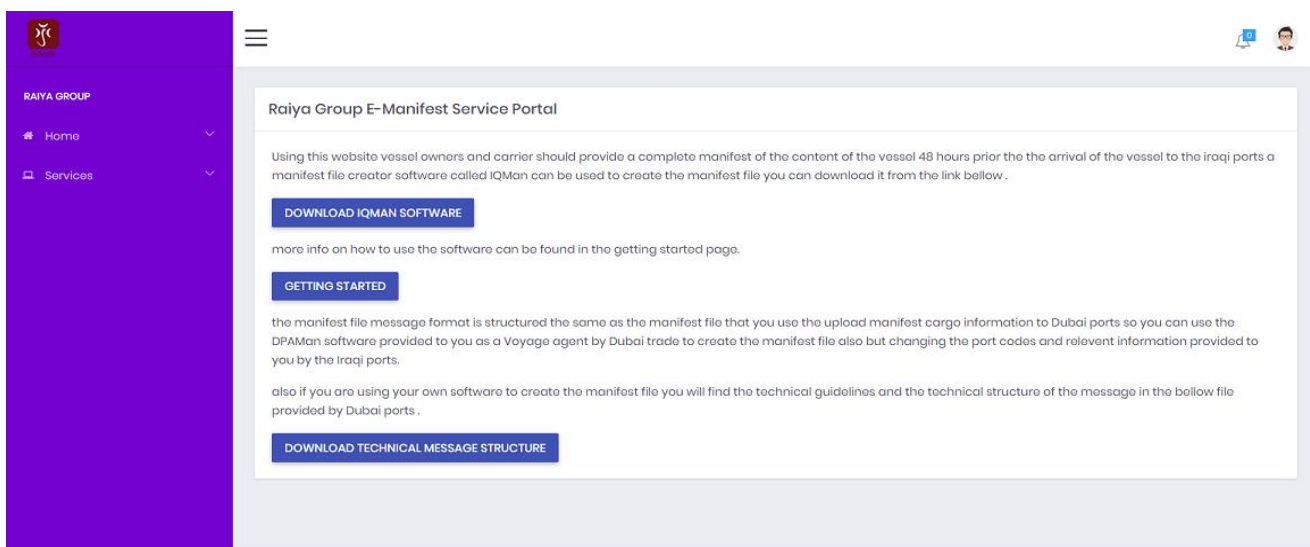 RAIYA GROUP
Home
Services
0
Raiya Group E-Manifest Service Portal
Using this website vessel owners and carrier should provide a complete manifest of the content of the vessel 48 hours prior the the arrival of the vessel to the iraqi ports a
manifest file creator software called IQMan can be used to create the manifest file you can download it from the link bellow .
DOWNLOAD IQMAN SOFTWARE
more info on how to use the software can be found in the getting started page.
GETTING STARTED
the manifest file message format is structured the same as the manifest file that you use the upload manifest cargo information to Dubai ports so you can use the
DPAMan software provided to you as a Voyage agent by Dubai trade to create the manifest file also but changing the port codes and relevent information provided to
you by the Iraqi ports.
also if you are using your own software to create the manifest file you will find the technical guidelines and the technical structure of the message in the bellow file
provided by Dubai ports .
DOWNLOAD TECHNICAL MESSAGE STRUCTURE